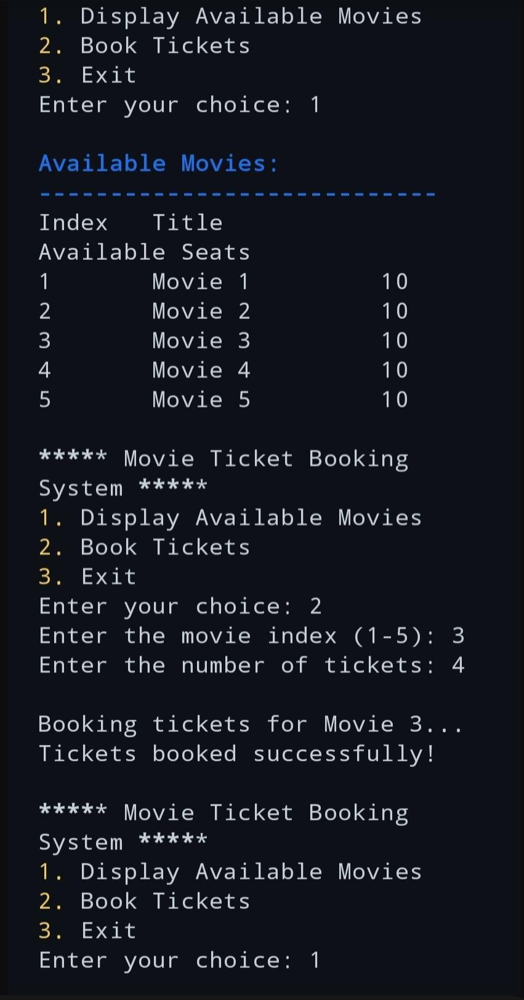 1. Display Available Movies
2. Book Tickets
3. Exit
Enter your choice: 1
Available Movies:
----------------------------
Index   Title
Available Seats
1       Movie 1         10
2       Movie 2         10
3       Movie 3         10
4       Movie 4         10
5       Movie 5         10
***** Movie Ticket Booking
System *****
1. Display Available Movies
2. Book Tickets
3. Exit
Enter your choice: 2
Enter the movie index (1-5): 3
Enter the number of tickets: 4
Booking tickets for Movie 3...
Tickets booked successfully!
***** Movie Ticket Booking
System *****
1. Display Available Movies
2. Book Tickets
3. Exit
Enter your choice: 1